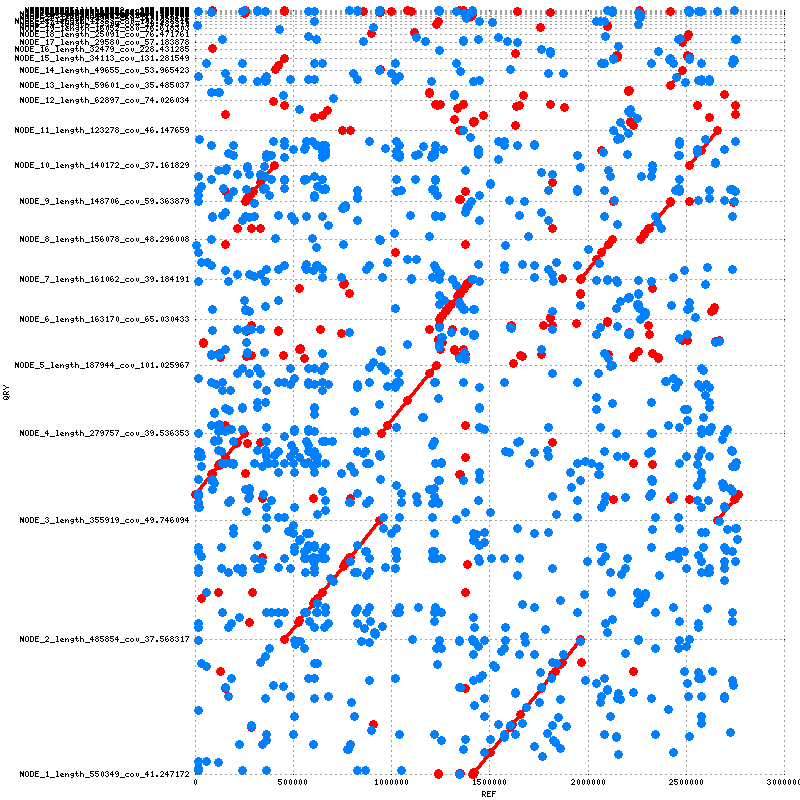 NODE_18_length_25091_cov_76.471761
NODE_17_length_29580_cov_57.183878
NODE_16_length_32479_cov_228.431285
NODE_15_length_34113_cov_131.281549
NODE_14_length_49655_cov_53.965423
NODE_13_length_59601_cov_35.485037
NODE_12_length_62897_cov_74.026034
NODE_11_length_123278_cov_46.147659
NODE_10_length_140172_cov_37.161829
NODE_9_length_148706_cov_59.363879
NODE_8_length_156078_cov_48.296008
NODE_7_length_161062_cov_39.184191
NODE_6_length_163170_cov_65.030433
NODE_5_length_187944_cov_101.025967
QRY
NODE_4_length_279757_cov_39.536353
NODE_3_length_355919_cov_49.746094
NODE_2_length_485854_cov_37.568317
NODE_1_length_550349_cov_41.247172
0 500000 1000000 1500000 2000000 2500000 3000000
REF